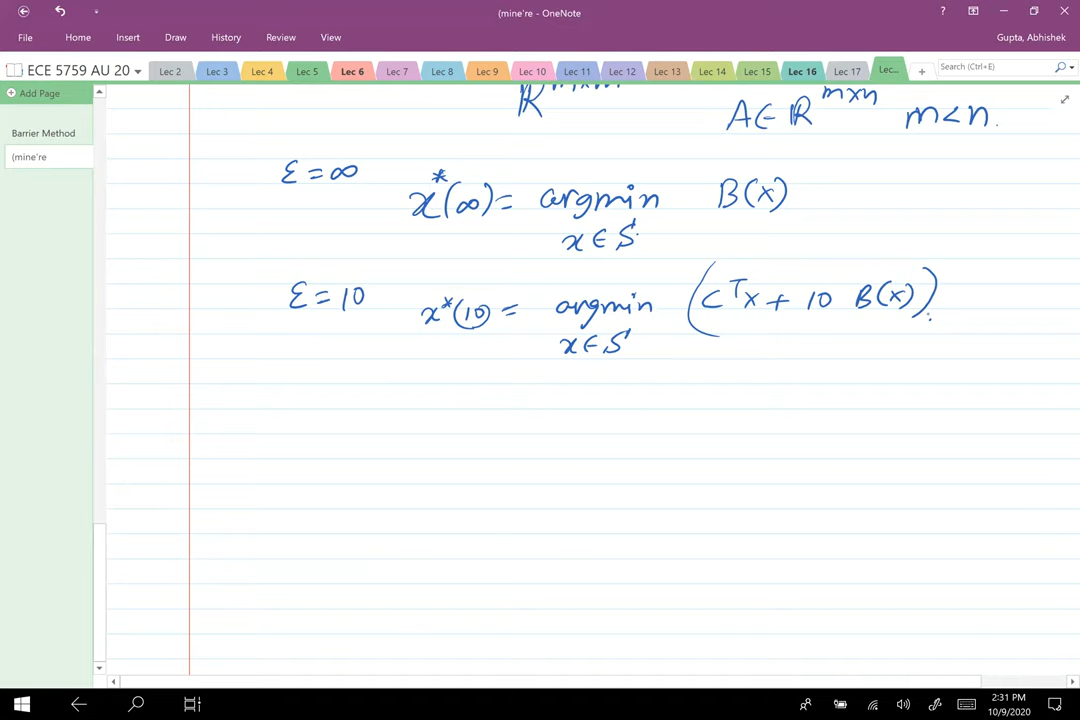 (mine're - OneNote
File Home Insert Draw History Review View Gupta, Abhishek
ECE 5759 AU 20 Lec 2 Lec 3 Lec 4 Lec 5 Lec 6 Lec 7 Lec 8 Lec 9 Lec 10 Lec 11 Lec 12 Lec 13 Lec 14 Lec 15 Lec 16 Lec 17 Lec... Search (Ctrl+E)
Add Page
Barrier Method
(mine're
ℝ^{m×m} A ∈ ℝ^{m×n} m<n.
ε = ∞ x*(∞) = argmin B(x)
x ∈ S
ε = 10 x*(10) = argmin (C^T x + 10 B(x))
x ∈ S
2:31 PM
10/9/2020